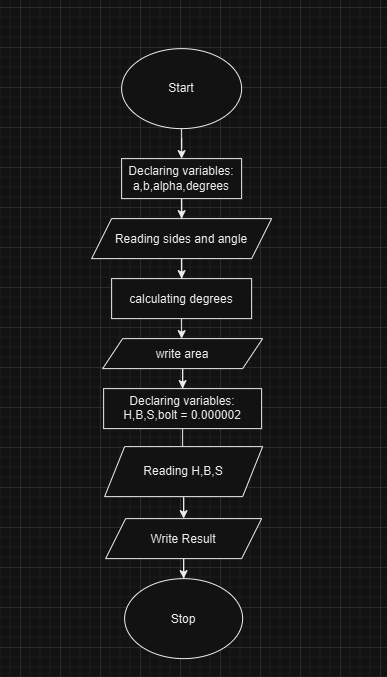 Start
Declaring variables:
a,b,alpha,degrees
Reading sides and angle
calculating degrees
write area
Declaring variables:
H,B,S,bolt = 0.000002
Reading H,B,S
Write Result
Stop